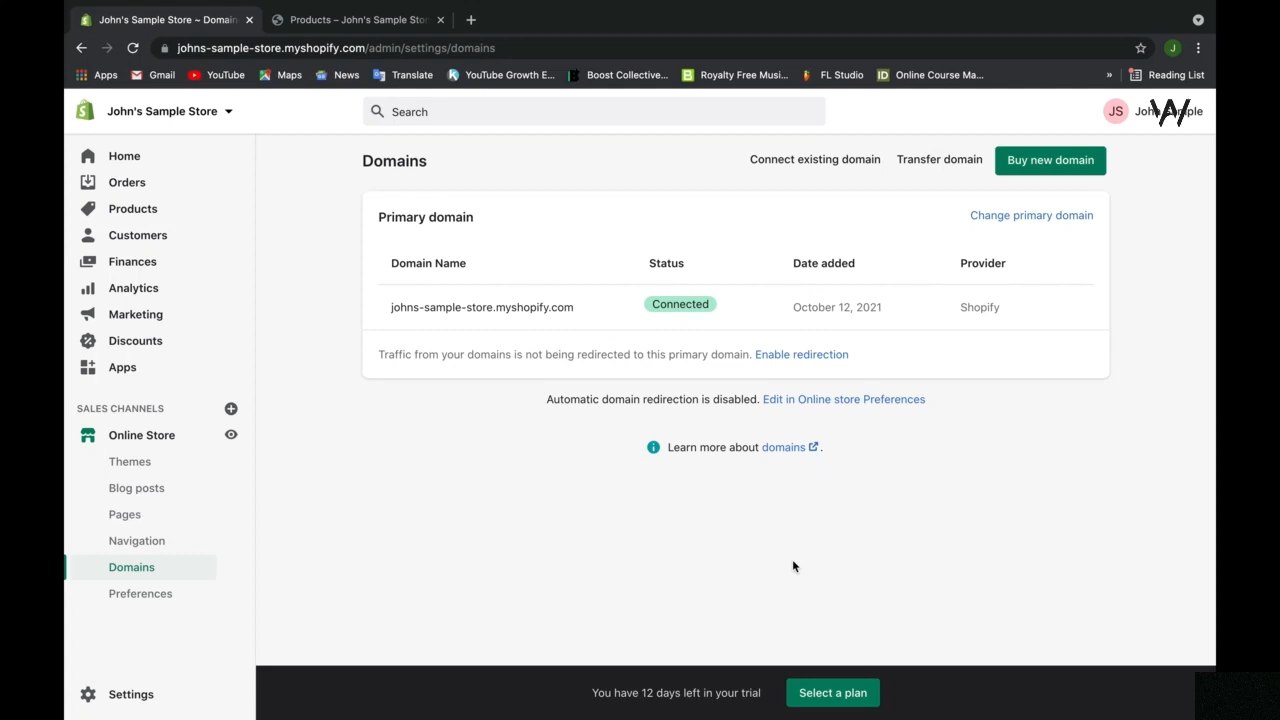 John's Sample Store ~ Domain
Products – John's Sample Stor
johns-sample-store.myshopify.com/admin/settings/domains
Apps Gmail YouTube Maps News Translate YouTube Growth E... Boost Collective... Royalty Free Musi... FL Studio Online Course Ma... » Reading List
John's Sample Store
Search
JS
Home
Orders
Products
Customers
Finances
Analytics
Marketing
Discounts
Apps
SALES CHANNELS
Online Store
Themes
Blog posts
Pages
Navigation
Domains
Preferences
Settings
Domains
Connect existing domain Transfer domain Buy new domain
Primary domain Change primary domain
Domain Name Status Date added Provider
johns-sample-store.myshopify.com Connected October 12, 2021 Shopify
Traffic from your domains is not being redirected to this primary domain. Enable redirection
Automatic domain redirection is disabled. Edit in Online store Preferences
Learn more about domains .
You have 12 days left in your trial Select a plan